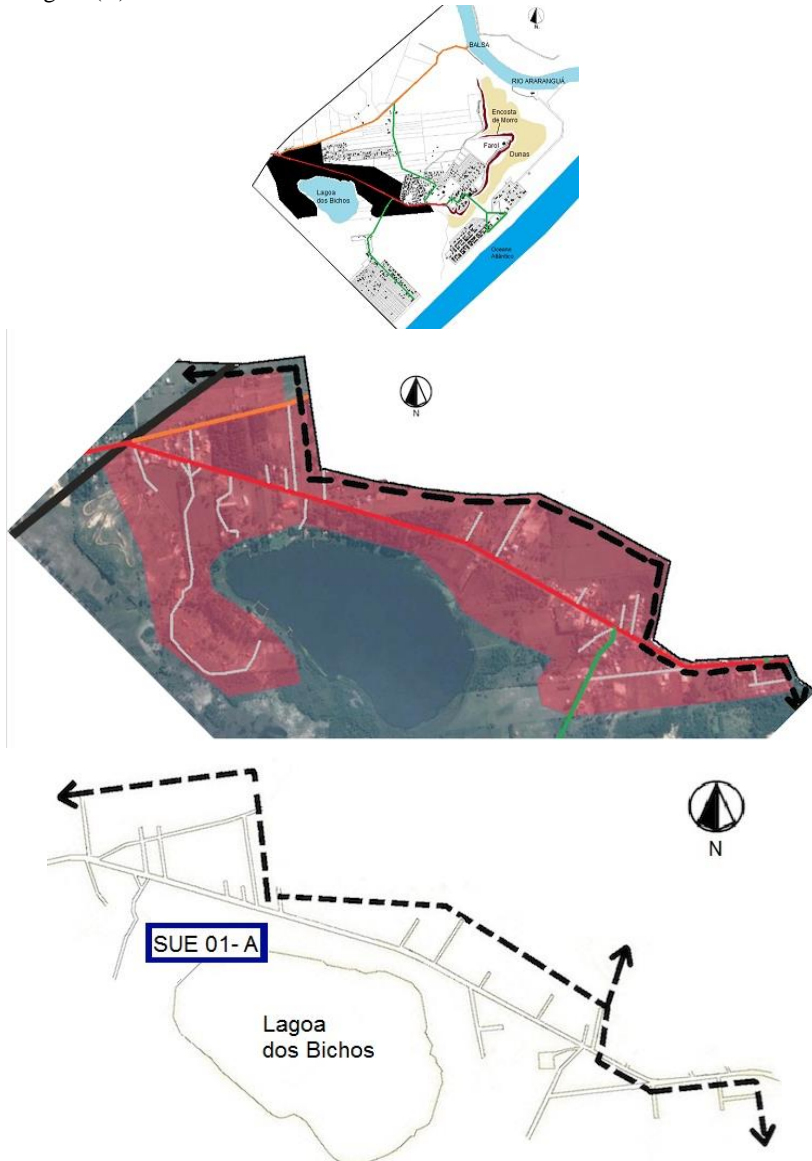 N
BALSA
RIO ARARANGUÁ
Encosta
de Morro
Farol
Dunas
Lagoa
dos Bichos
Oceano
Atlântico
N
N
SUE 01- A
Lagoa
dos Bichos